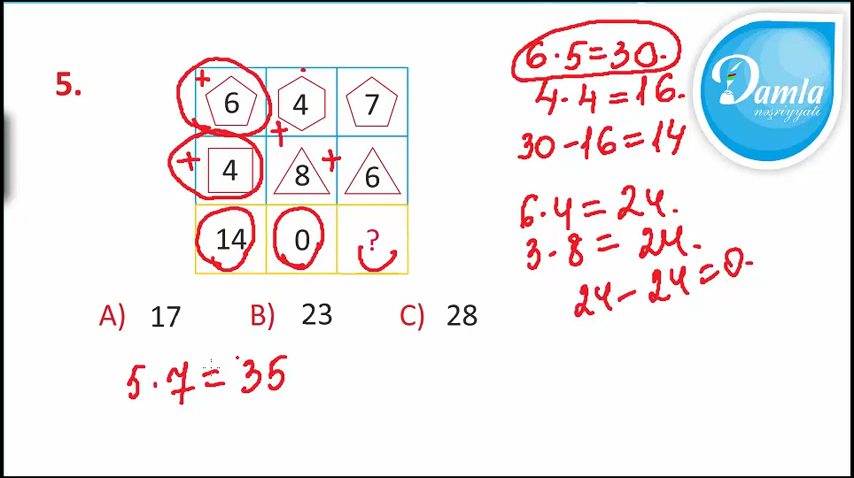 5.
6 4 7
4 8 6
14 0 ?
A) 17 B) 23 C) 28
5·7=35
6·5=30.
4·4=16.
30-16=14
6·4=24.
3·8=24.
24-24=0.
Damla
nəşriyyatı